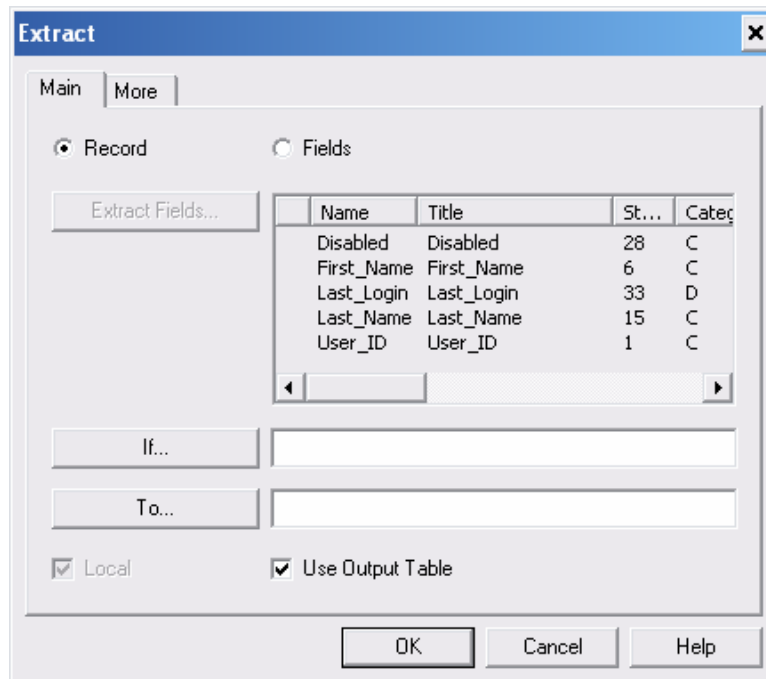 Extract
Main More
Record Fields
Extract Fields...
Name Title St... Categ
Disabled Disabled 28 C
First_Name First_Name 6 C
Last_Login Last_Login 33 D
Last_Name Last_Name 15 C
User_ID User_ID 1 C
If...
To...
Local Use Output Table
OK Cancel Help